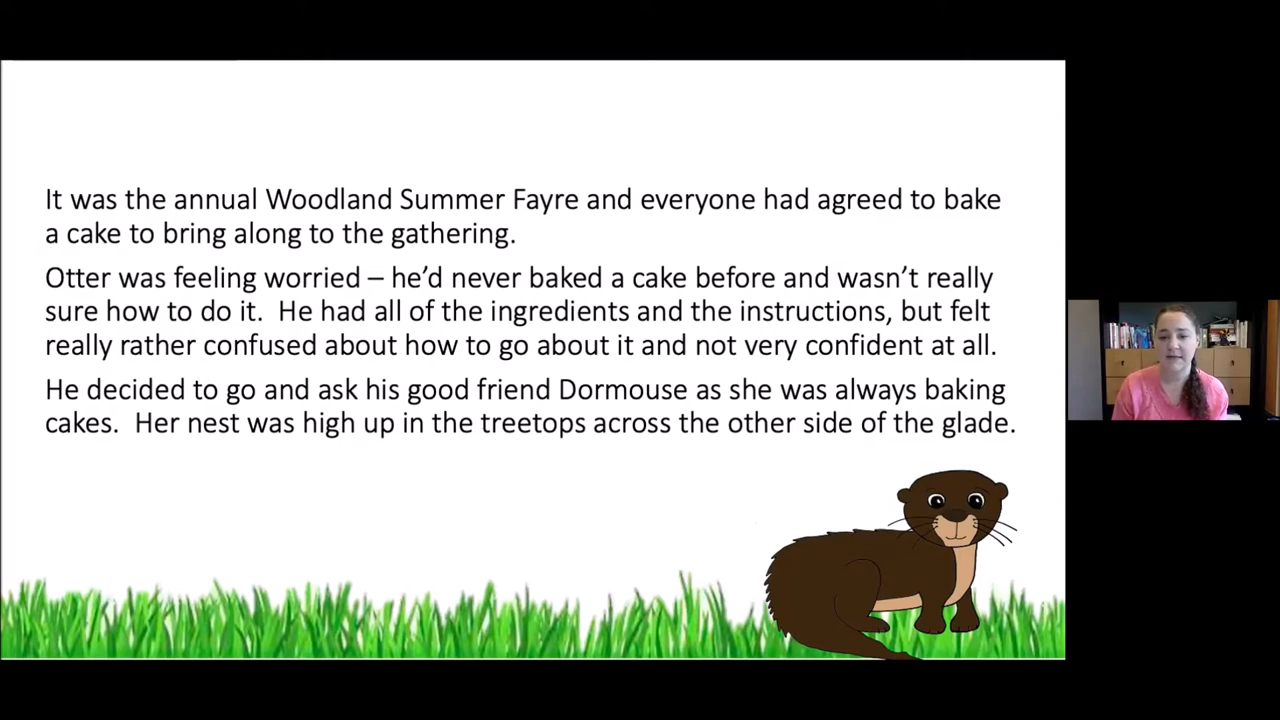 It was the annual Woodland Summer Fayre and everyone had agreed to bake
a cake to bring along to the gathering.
Otter was feeling worried – he’d never baked a cake before and wasn’t really
sure how to do it.  He had all of the ingredients and the instructions, but felt
really rather confused about how to go about it and not very confident at all.
He decided to go and ask his good friend Dormouse as she was always baking
cakes.  Her nest was high up in the treetops across the other side of the glade.